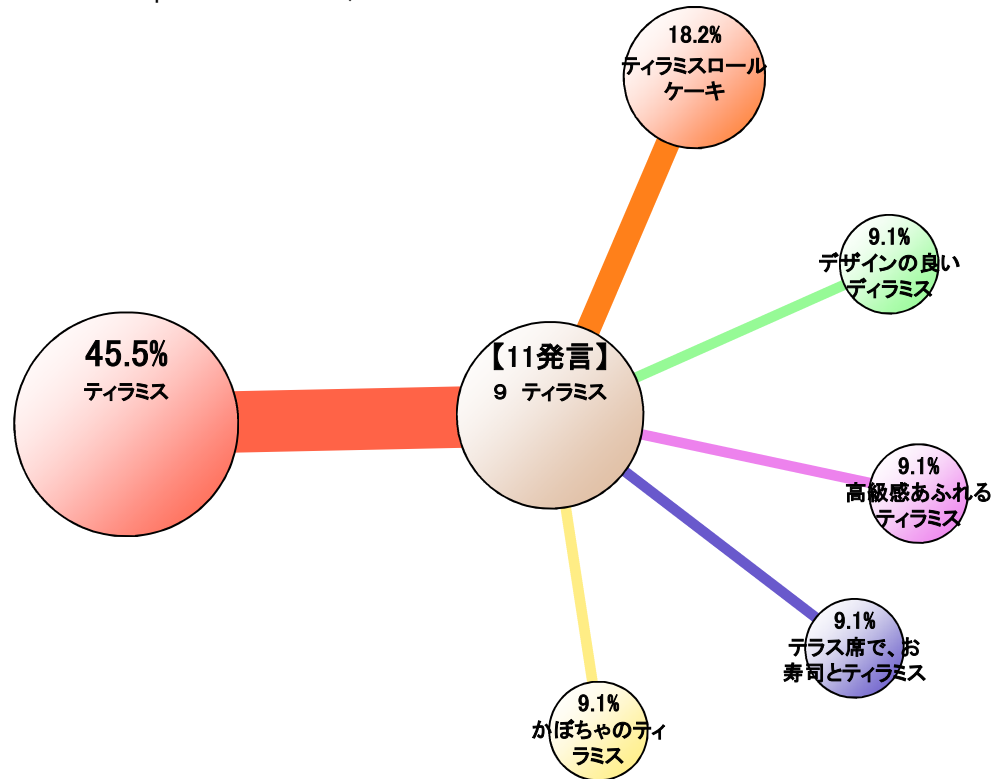 18.2%
ティラミスロール
ケーキ
9.1%
デザインの良い
ディラミス
45.5%
ティラミス
【11発言】
９　ティラミス
9.1%
高級感あふれる
ティラミス
9.1%
テラス席で、お
寿司とティラミス
9.1%
かぼちゃのティ
ラミス